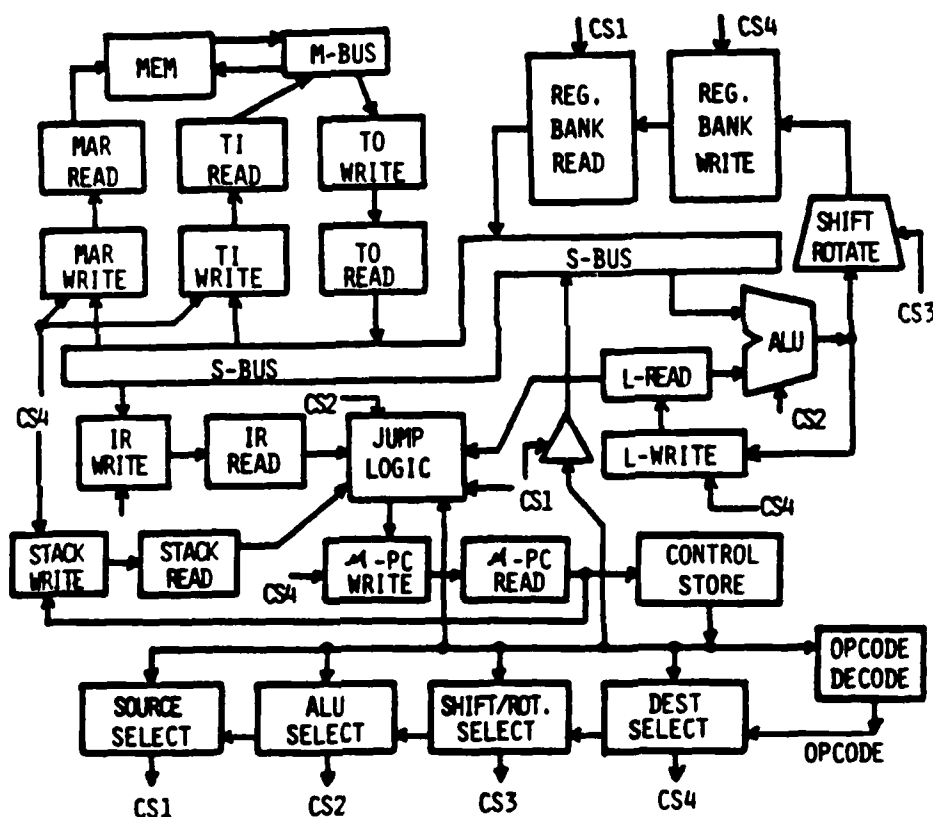 CS1
CS4
MEM
M-BUS
REG.
BANK
READ
REG.
BANK
WRITE
MAR
READ
TI
READ
TO
WRITE
SHIFT
ROTATE
MAR
WRITE
TI
WRITE
TO
READ
S-BUS
CS3
ALU
S-BUS
L-READ
CS4
CS2
CS2
IR
WRITE
IR
READ
JUMP
LOGIC
L-WRITE
CS1
CS4
STACK
WRITE
STACK
READ
CS4
μ-PC
WRITE
μ-PC
READ
CONTROL
STORE
OPCODE
DECODE
SOURCE
SELECT
ALU
SELECT
SHIFT/ROT.
SELECT
DEST
SELECT
OPCODE
CS1
CS2
CS3
CS4